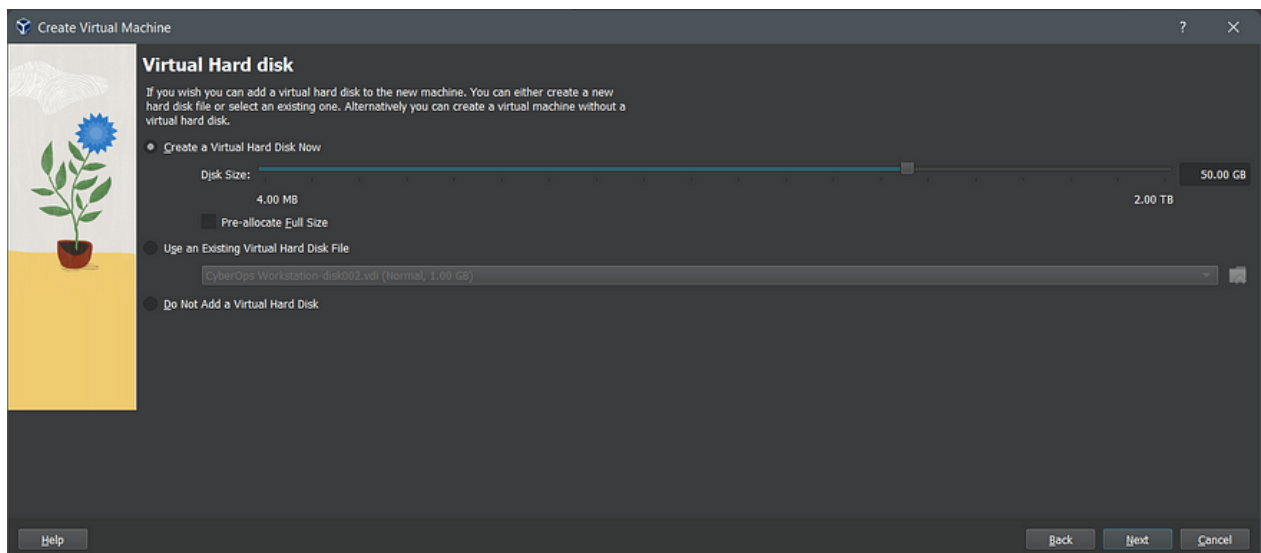 Create Virtual Machine
?
Virtual Hard disk
If you wish you can add a virtual hard disk to the new machine. You can either create a new
hard disk file or select an existing one. Alternatively you can create a virtual machine without a
virtual hard disk.
Create a Virtual Hard Disk Now
Disk Size:
50.00 GB
4.00 MB
2.00 TB
Pre-allocate Full Size
Use an Existing Virtual Hard Disk File
CyberOps Workstation-disk002.vdi (Normal, 1.00 GB)
Do Not Add a Virtual Hard Disk
Help
Back
Next
Cancel